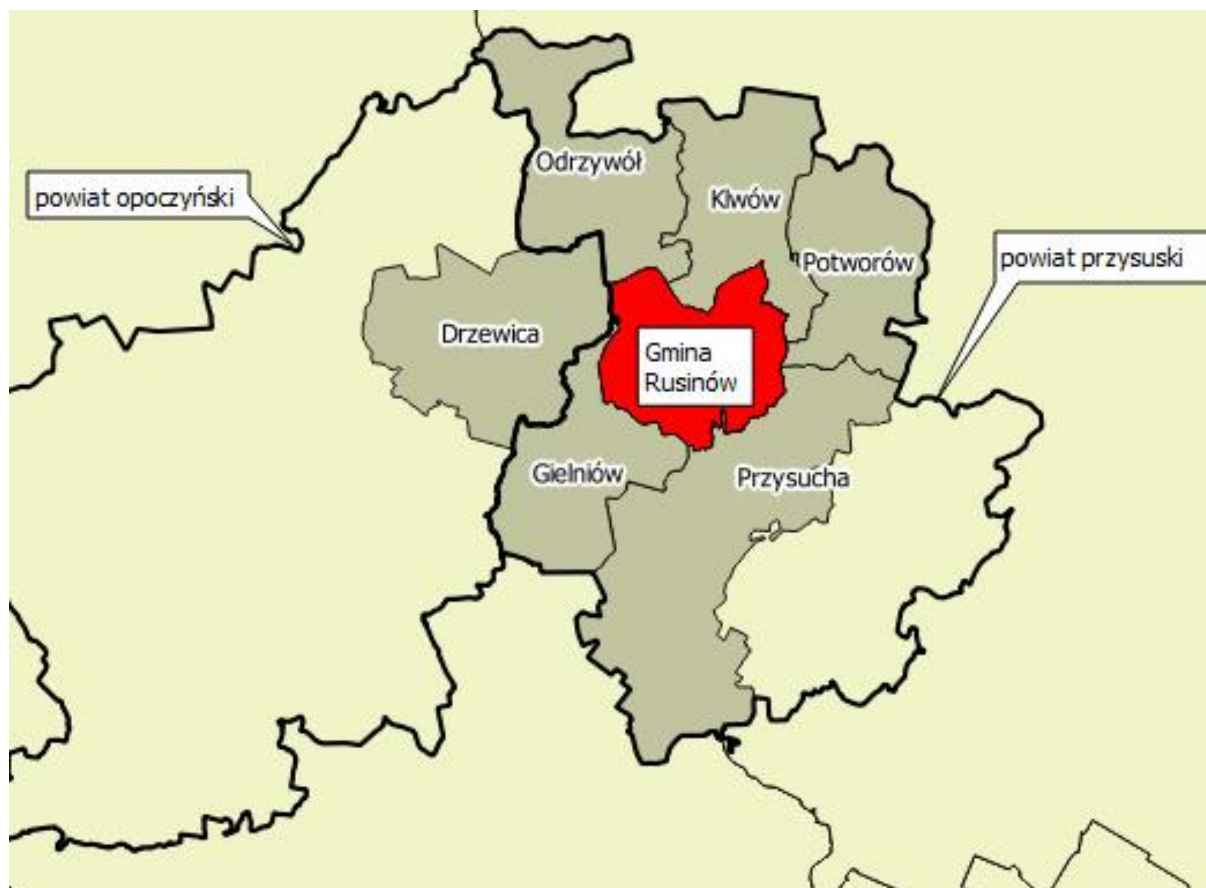 Odrzywół
powiat opoczyński
Klwów
Potworów
powiat przysuski
Drzewica
Gmina
Rusinów
Gielniów
Przysucha